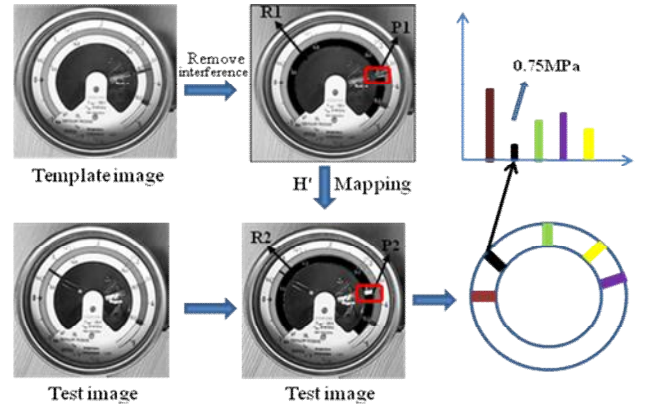 R1
P1
Remove
interference
0.75MPa
Template image
H' Mapping
R2
P2
Test image
Test image